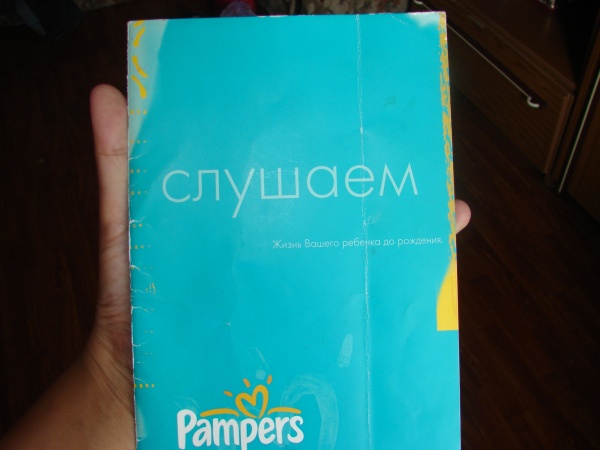 слушаем
Жизнь Вашего ребенка до рождения.
Pampers